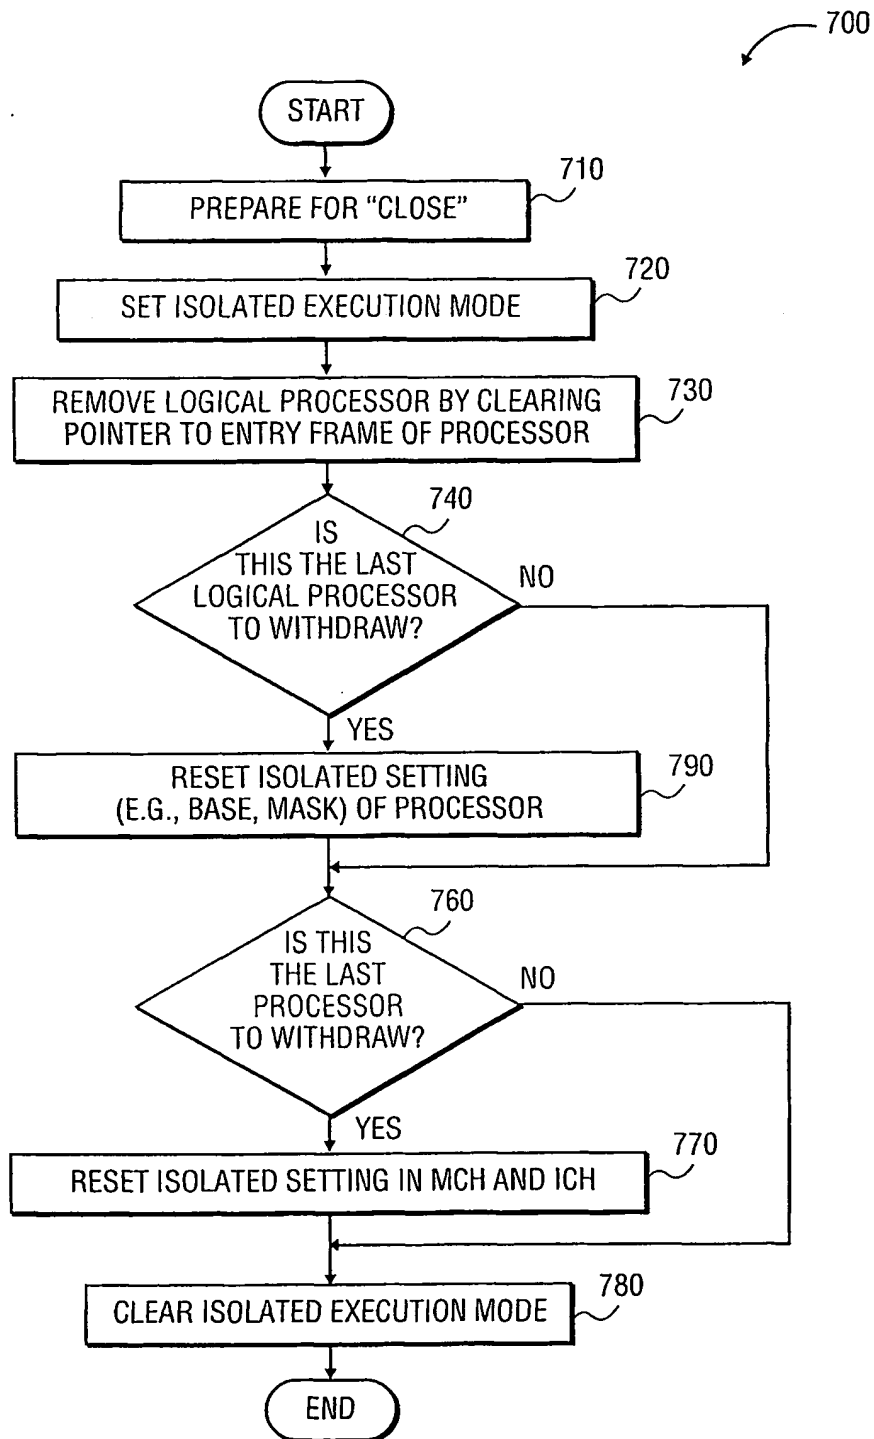 700
START
710
PREPARE FOR “CLOSE”
720
SET ISOLATED EXECUTION MODE
730
REMOVE LOGICAL PROCESSOR BY CLEARING
POINTER TO ENTRY FRAME OF PROCESSOR
740
IS
THIS THE LAST
LOGICAL PROCESSOR
TO WITHDRAW?
NO
YES
790
RESET ISOLATED SETTING
(E.G., BASE, MASK) OF PROCESSOR
760
IS THIS
THE LAST
PROCESSOR
TO WITHDRAW?
NO
YES
770
RESET ISOLATED SETTING IN MCH AND ICH
780
CLEAR ISOLATED EXECUTION MODE
END